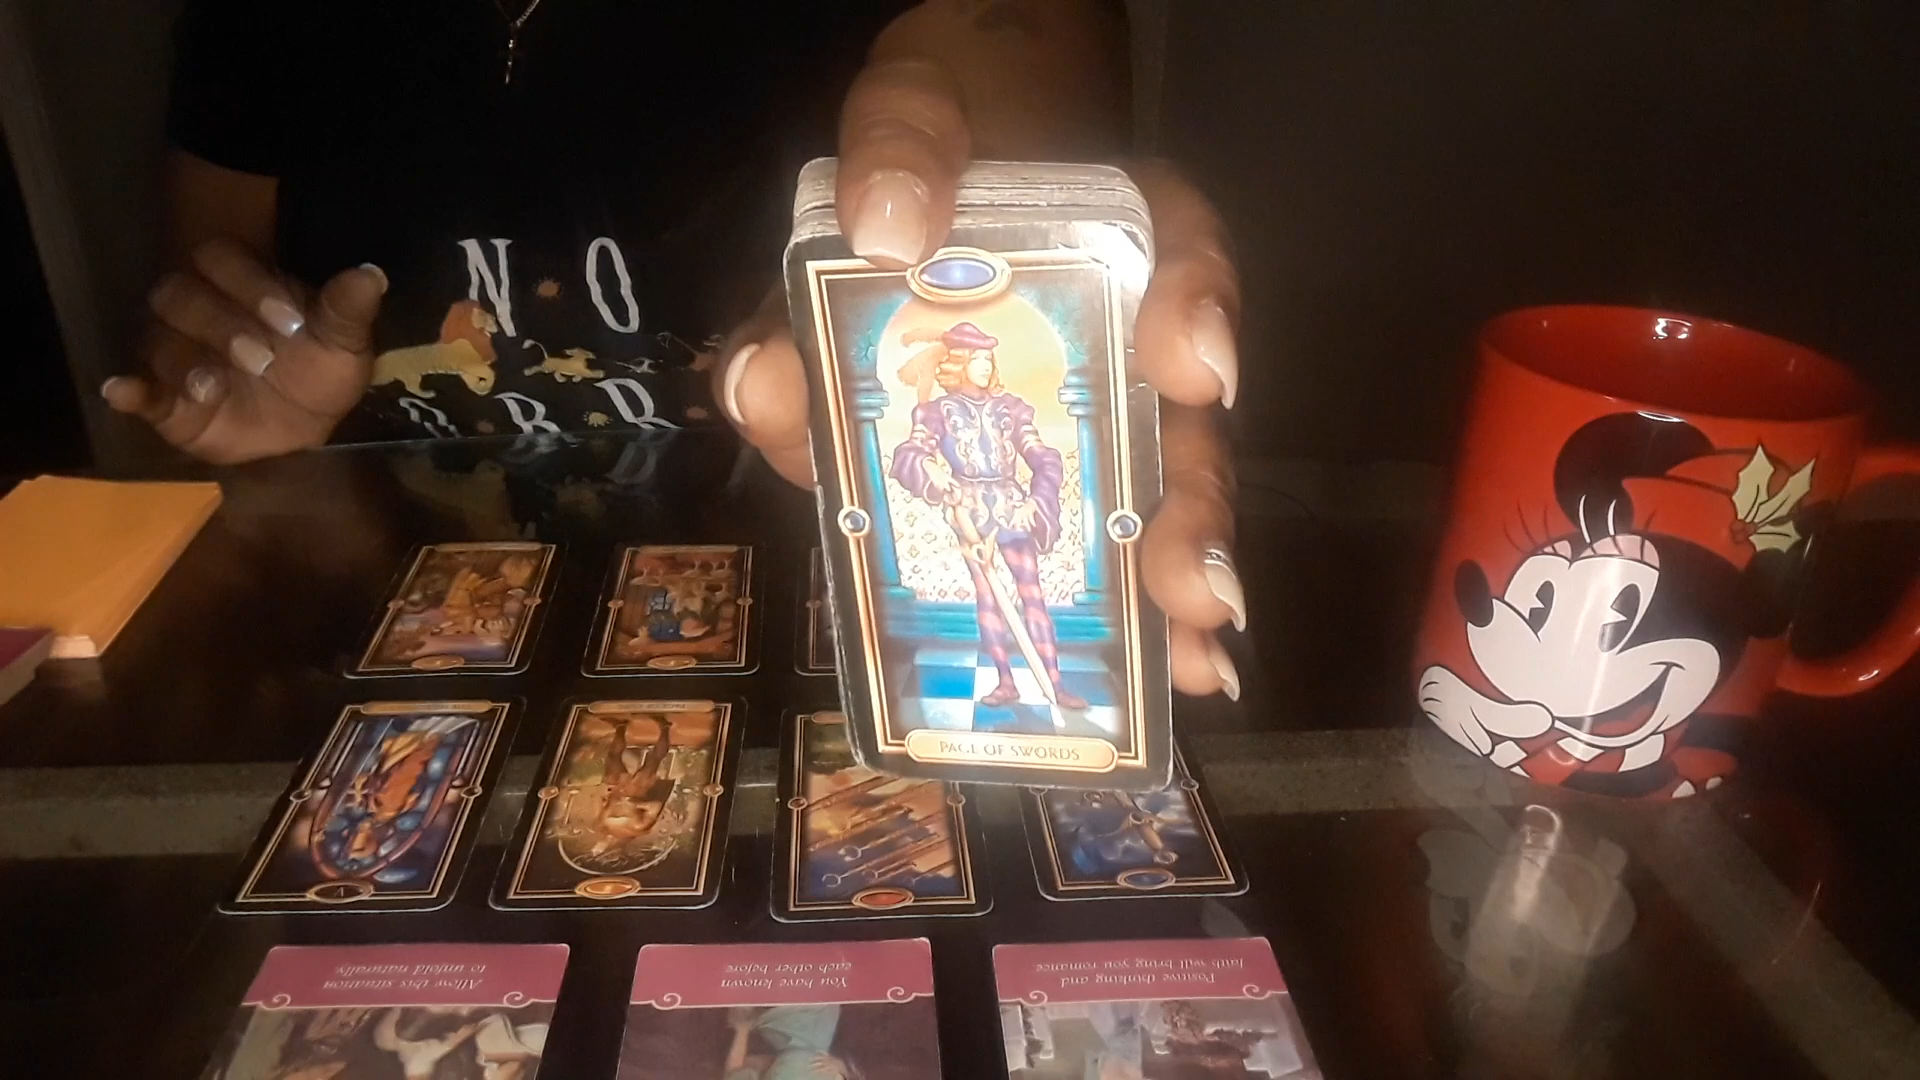 N O
PAGE OF SWORDS
Allow this situation
to unfold naturally
You have known
each other before
Positive thinking and
faith will bring you romance